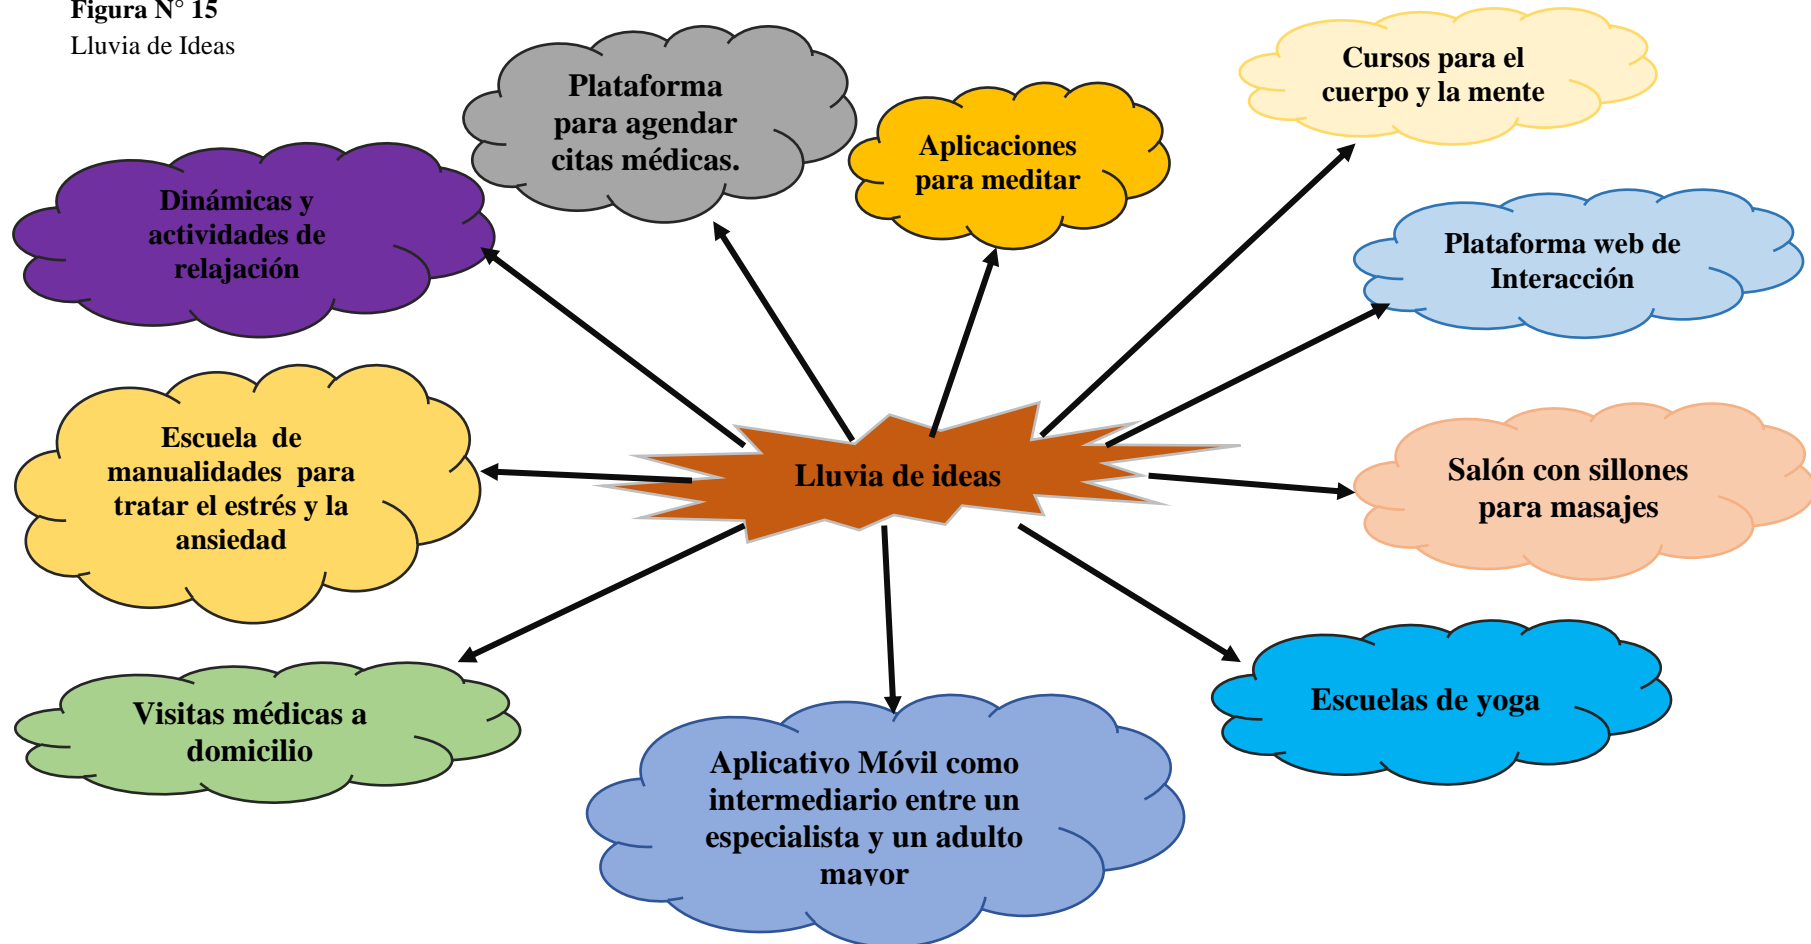 Figura N° 15
Lluvia de Ideas
Plataforma
para agendar
citas médicas.
Aplicaciones
para meditar
Cursos para el
cuerpo y la mente
Dinámicas y
actividades de
relajación
Plataforma web de
Interacción
Escuela de
manualidades para
tratar el estrés y la
ansiedad
Lluvia de ideas
Salón con sillones
para masajes
Visitas médicas a
domicilio
Aplicativo Móvil como
intermediario entre un
especialista y un adulto
mayor
Escuelas de yoga